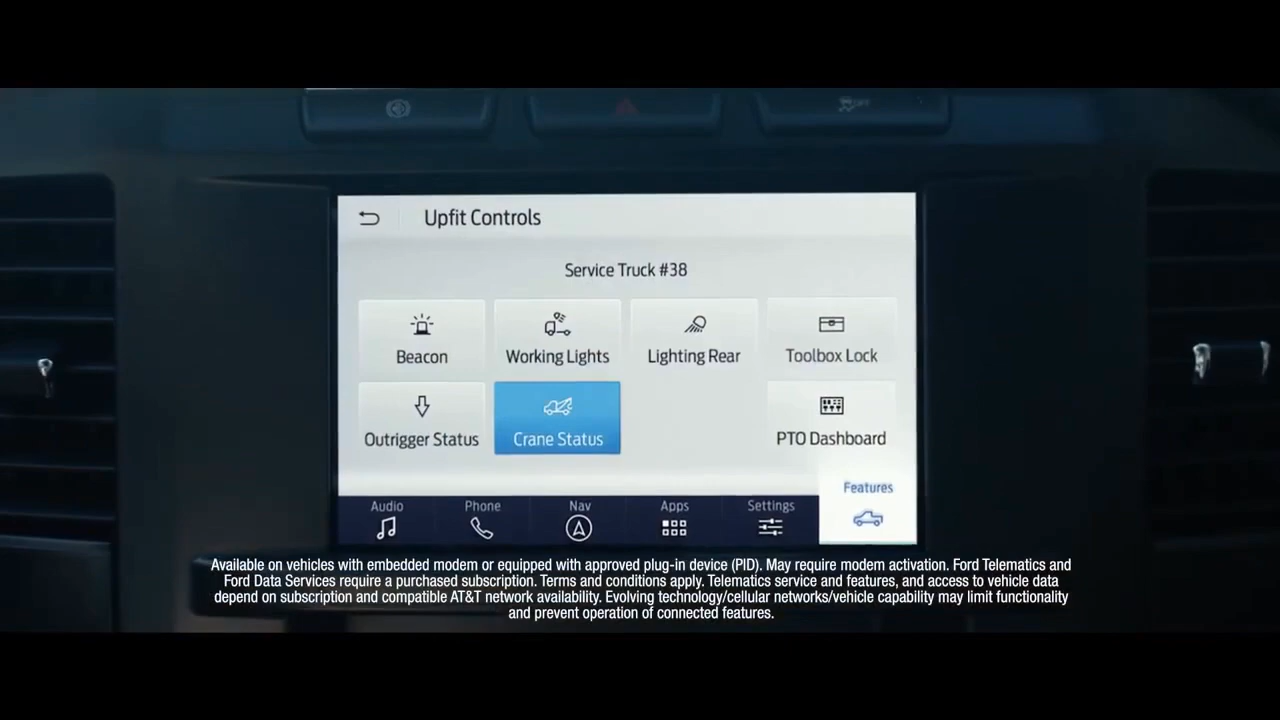 Upfit Controls
Service Truck #38
Beacon
Working Lights
Lighting Rear
Toolbox Lock
Outrigger Status
Crane Status
PTO Dashboard
Audio
Phone
Nav
Apps
Settings
Features
Available on vehicles with embedded modem or equipped with approved plug-in device (PID). May require modem activation. Ford Telematics and
Ford Data Services require a purchased subscription. Terms and conditions apply. Telematics service and features, and access to vehicle data
depend on subscription and compatible AT&T network availability. Evolving technology/cellular networks/vehicle capability may limit functionality
and prevent operation of connected features.